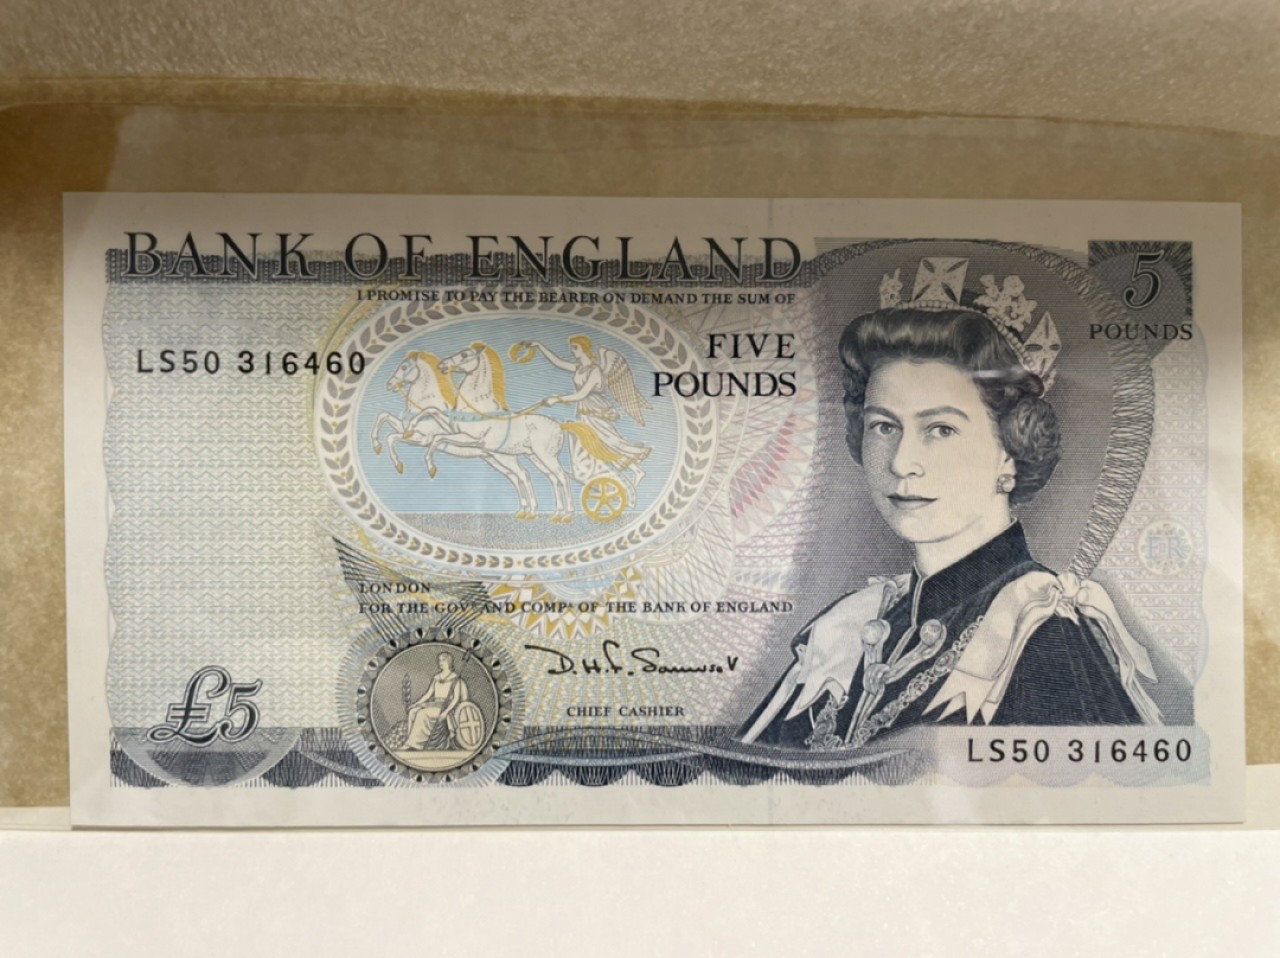 BANK OF ENGLAND
I PROMISE TO PAY THE BEARER ON DEMAND THE SUM OF
5
POUNDS
LS50 316460
FIVE
POUNDS
ER
LONDON
FOR THE GOVR AND COMPA OF THE BANK OF ENGLAND
D.H.F. Somerset
CHIEF CASHIER
£5
LS50 316460